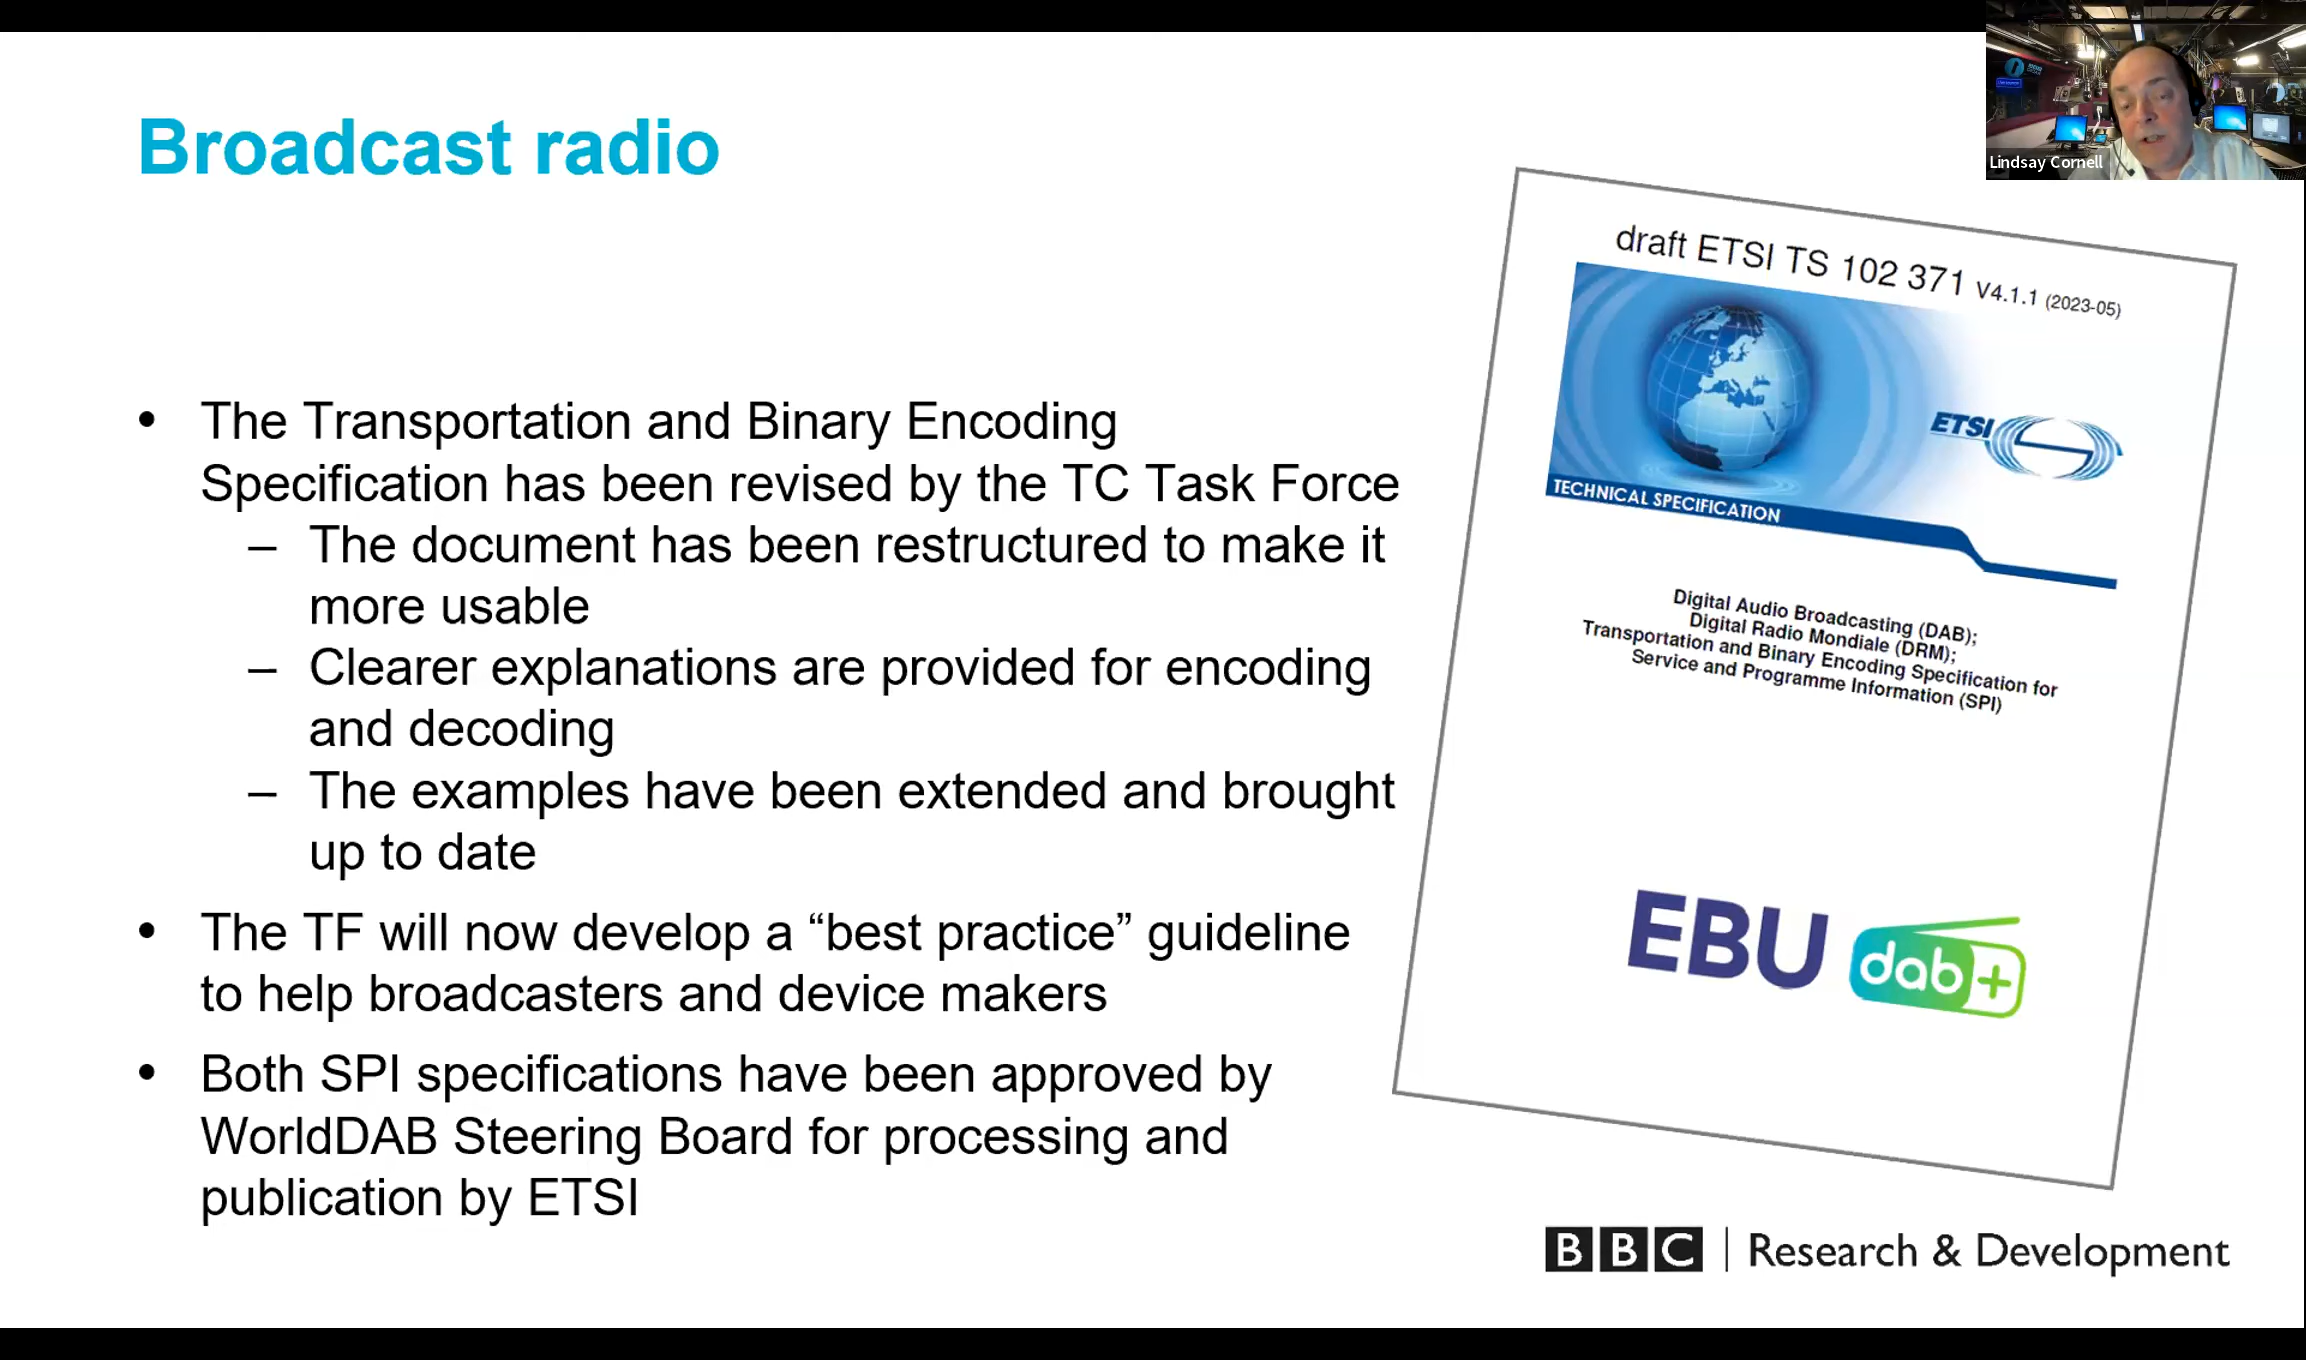 Broadcast radio
• The Transportation and Binary Encoding
Specification has been revised by the TC Task Force
– The document has been restructured to make it
more usable
– Clearer explanations are provided for encoding
and decoding
– The examples have been extended and brought
up to date
• The TF will now develop a “best practice” guideline
to help broadcasters and device makers
• Both SPI specifications have been approved by
WorldDAB Steering Board for processing and
publication by ETSI
Lindsay Cornell
draft ETSI TS 102 371 V4.1.1 (2023-05)
ETSI
TECHNICAL SPECIFICATION
Digital Audio Broadcasting (DAB);
Digital Radio Mondiale (DRM);
Transportation and Binary Encoding Specification for
Service and Programme Information (SPI)
EBU dab+
BBC | Research & Development